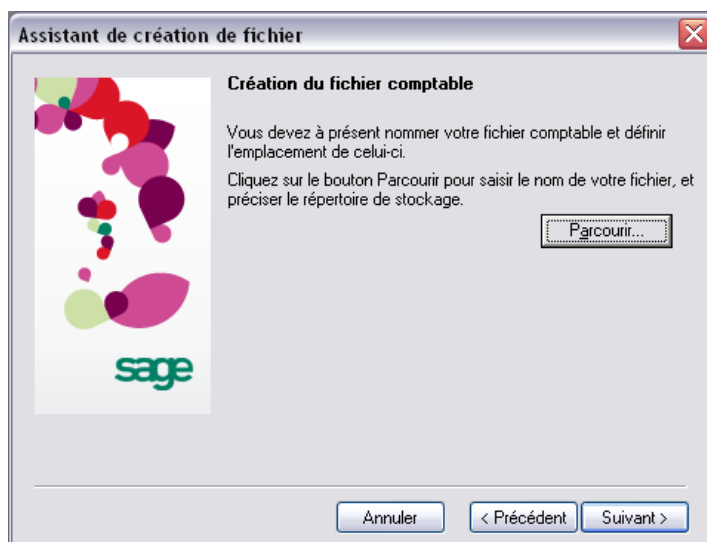 Assistant de création de fichier
Création du fichier comptable
Vous devez à présent nommer votre fichier comptable et définir
l'emplacement de celui-ci.
Cliquez sur le bouton Parcourir pour saisir le nom de votre fichier, et
préciser le répertoire de stockage.
Parcourir...
sage
Annuler
< Précédent
Suivant >